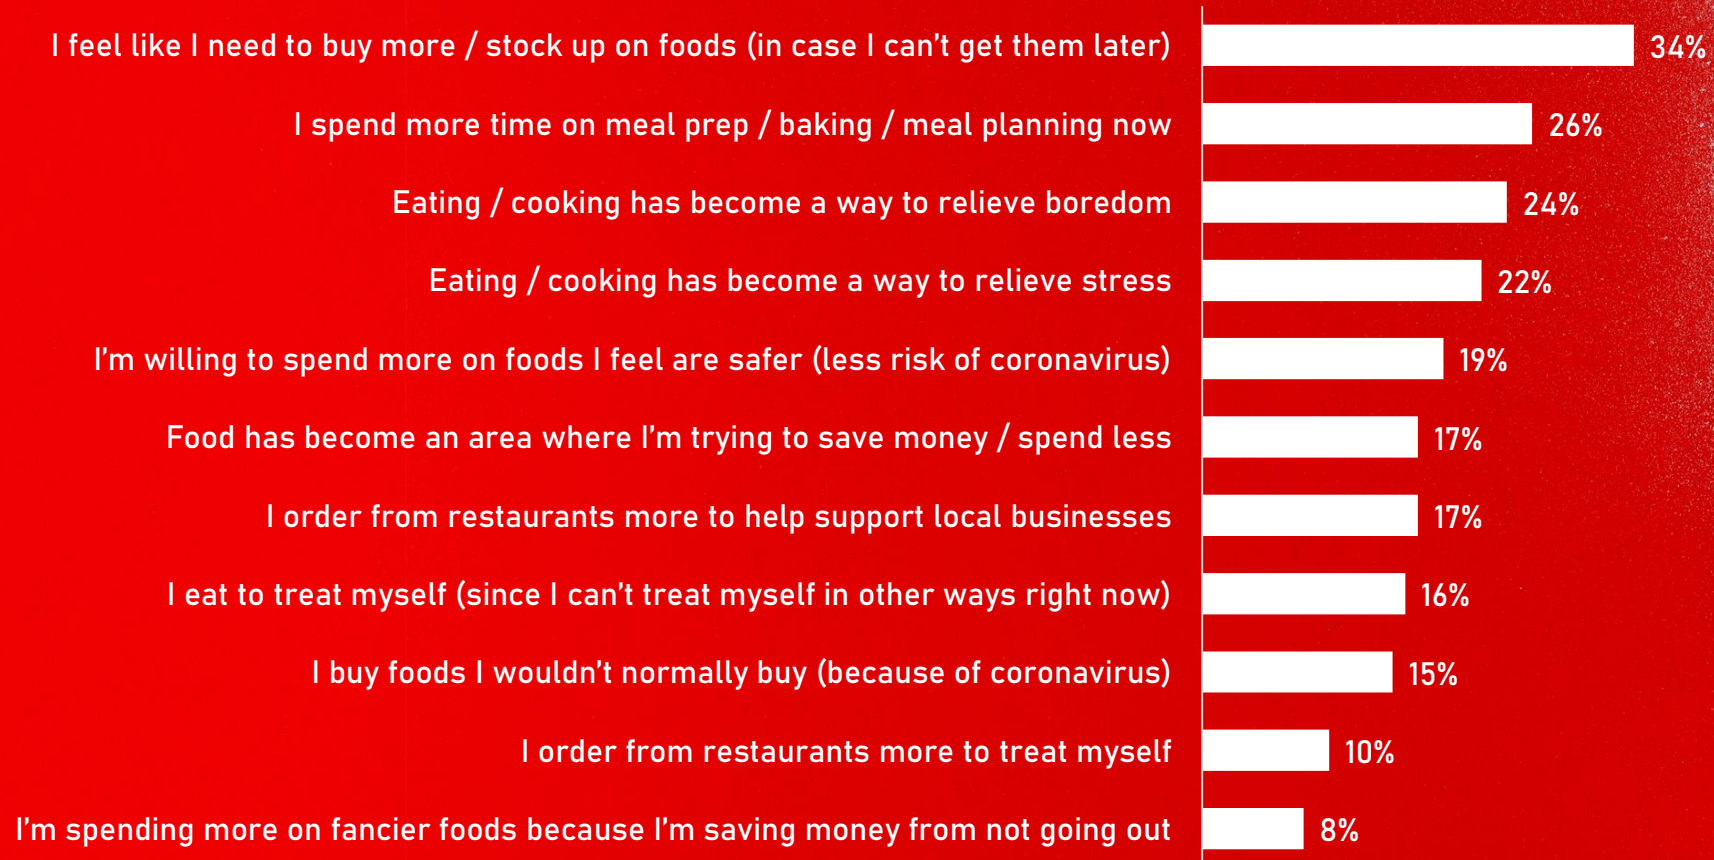 I feel like I need to buy more / stock up on foods (in case I can't get them later) 34%
I spend more time on meal prep / baking / meal planning now 26%
Eating / cooking has become a way to relieve boredom 24%
Eating / cooking has become a way to relieve stress 22%
I'm willing to spend more on foods I feel are safer (less risk of coronavirus) 19%
Food has become an area where I'm trying to save money / spend less 17%
I order from restaurants more to help support local businesses 17%
I eat to treat myself (since I can't treat myself in other ways right now) 16%
I buy foods I wouldn't normally buy (because of coronavirus) 15%
I order from restaurants more to treat myself 10%
I'm spending more on fancier foods because I'm saving money from not going out 8%